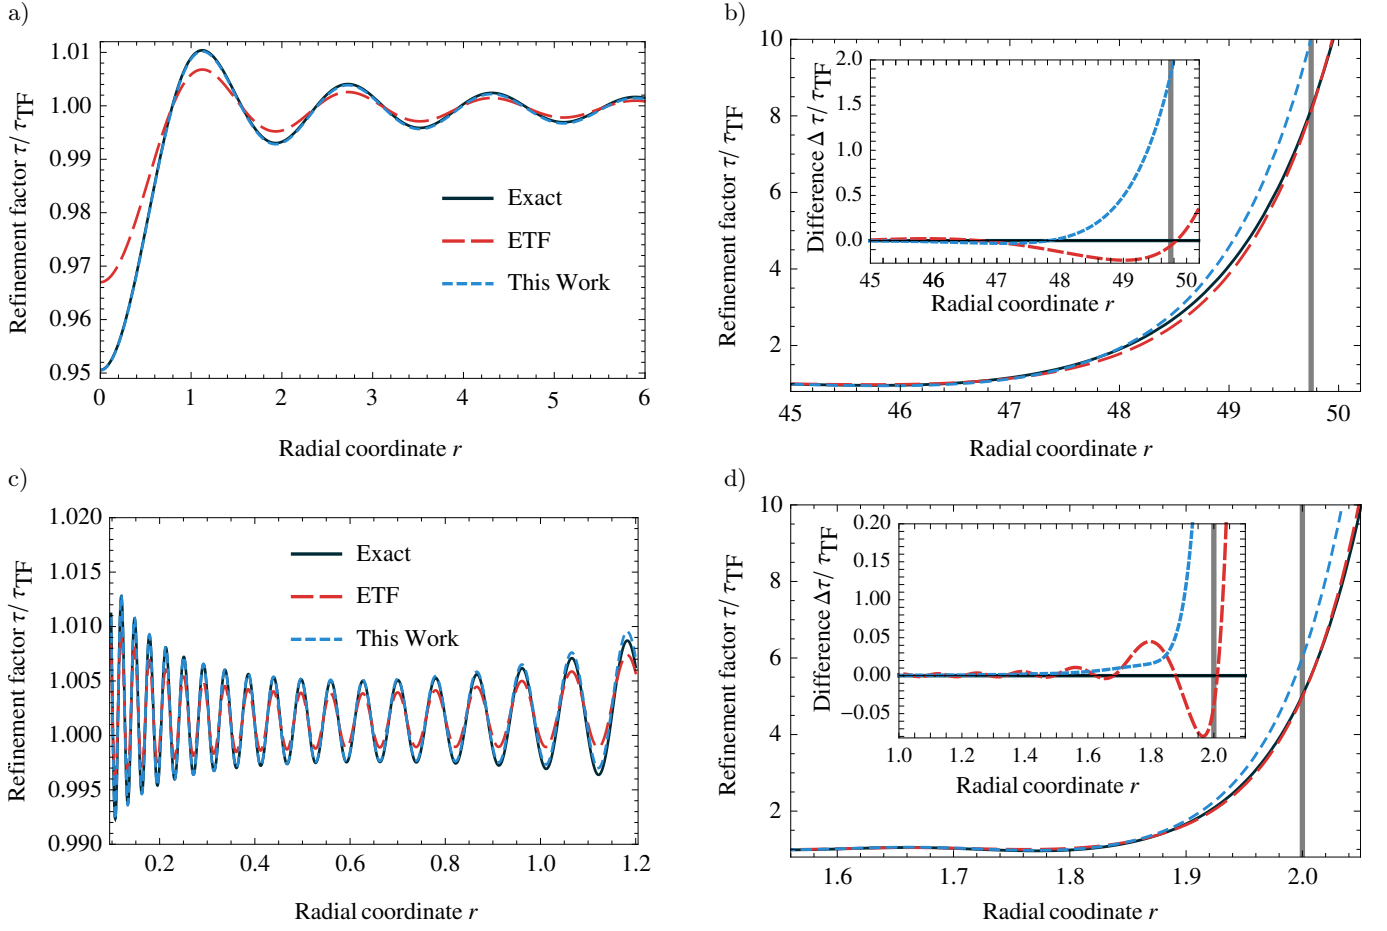 a)
Refinement factor τ/ τTF
1.01
1.00
0.99
0.98
0.97
0.96
0.95
Exact
ETF
This Work
0 1 2 3 4 5 6
Radial coordinate r
b)
Refinement factor τ/ τTF
10
8
6
4
2
Difference Δ τ/ τTF
2.0
1.5
1.0
0.5
0.0
45 46 47 48 49 50
Radial coordinate r
45 46 47 48 49 50
Radial coordinate r
c)
Refinement factor τ/ τTF
1.020
1.015
1.010
1.005
1.000
0.995
0.990
Exact
ETF
This Work
0.2 0.4 0.6 0.8 1.0 1.2
Radial coordinate r
d)
Refinement factor τ/ τTF
10
8
6
4
2
Difference Δτ/ τTF
0.20
0.15
0.10
0.05
0.00
−0.05
1.0 1.2 1.4 1.6 1.8 2.0
Radial coordinate r
1.6 1.7 1.8 1.9 2.0
Radial coodinate r